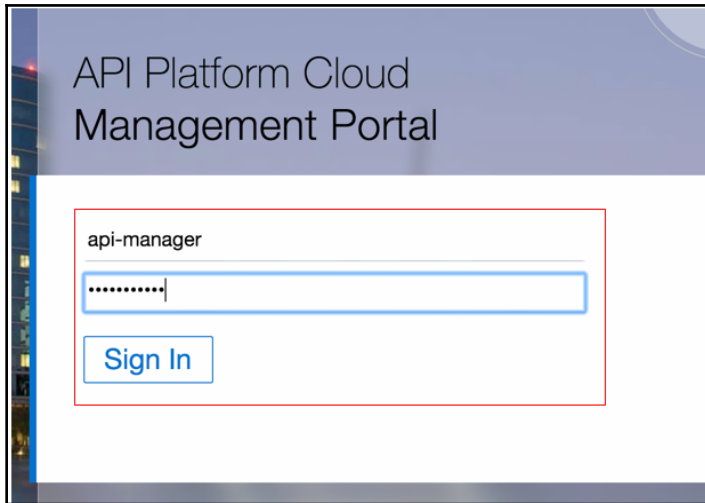 API Platform Cloud
Management Portal
api-manager
•••••••••••
Sign In